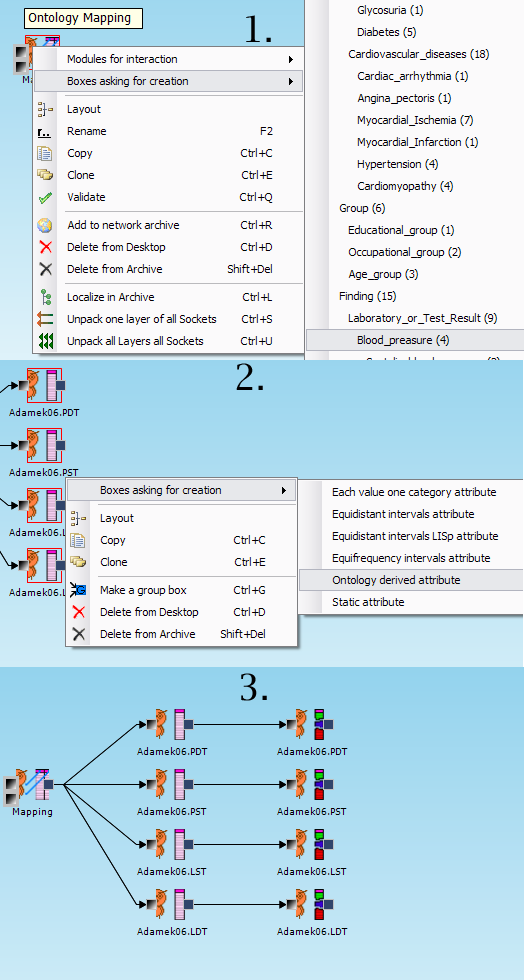 Ontology Mapping
1.
Ma
Modules for interaction
Boxes asking for creation
Layout
Rename F2
Copy Ctrl+C
Clone Ctrl+E
Validate Ctrl+Q
Add to network archive Ctrl+R
Delete from Desktop Ctrl+D
Delete from Archive Shift+Del
Localize in Archive Ctrl+L
Unpack one layer of all Sockets Ctrl+S
Unpack all Layers all Sockets Ctrl+U
Glycosuria (1)
Diabetes (5)
Cardiovascular_diseases (18)
Cardiac_arrhythmia (1)
Angina_pectoris (1)
Myocardial_Ischemia (7)
Myocardial_Infarction (1)
Hypertension (4)
Cardiomyopathy (4)
Group (6)
Educational_group (1)
Occupational_group (2)
Age_group (3)
Finding (15)
Laboratory_or_Test_Result (9)
Blood_preasure (4)
2.
Adamek06.PDT
Adamek06.PST
Adamek06.L
Adamek06.L
Boxes asking for creation
Layout
Copy Ctrl+C
Clone Ctrl+E
Make a group box Ctrl+G
Delete from Desktop Ctrl+D
Delete from Archive Shift+Del
Each value one category attribute
Equidistant intervals attribute
Equidistant intervals LISp attribute
Equifrequency intervals attribute
Ontology derived attribute
Static attribute
3.
Mapping
Adamek06.PDT Adamek06.PDT
Adamek06.PST Adamek06.PST
Adamek06.LST Adamek06.LST
Adamek06.LDT Adamek06.LDT